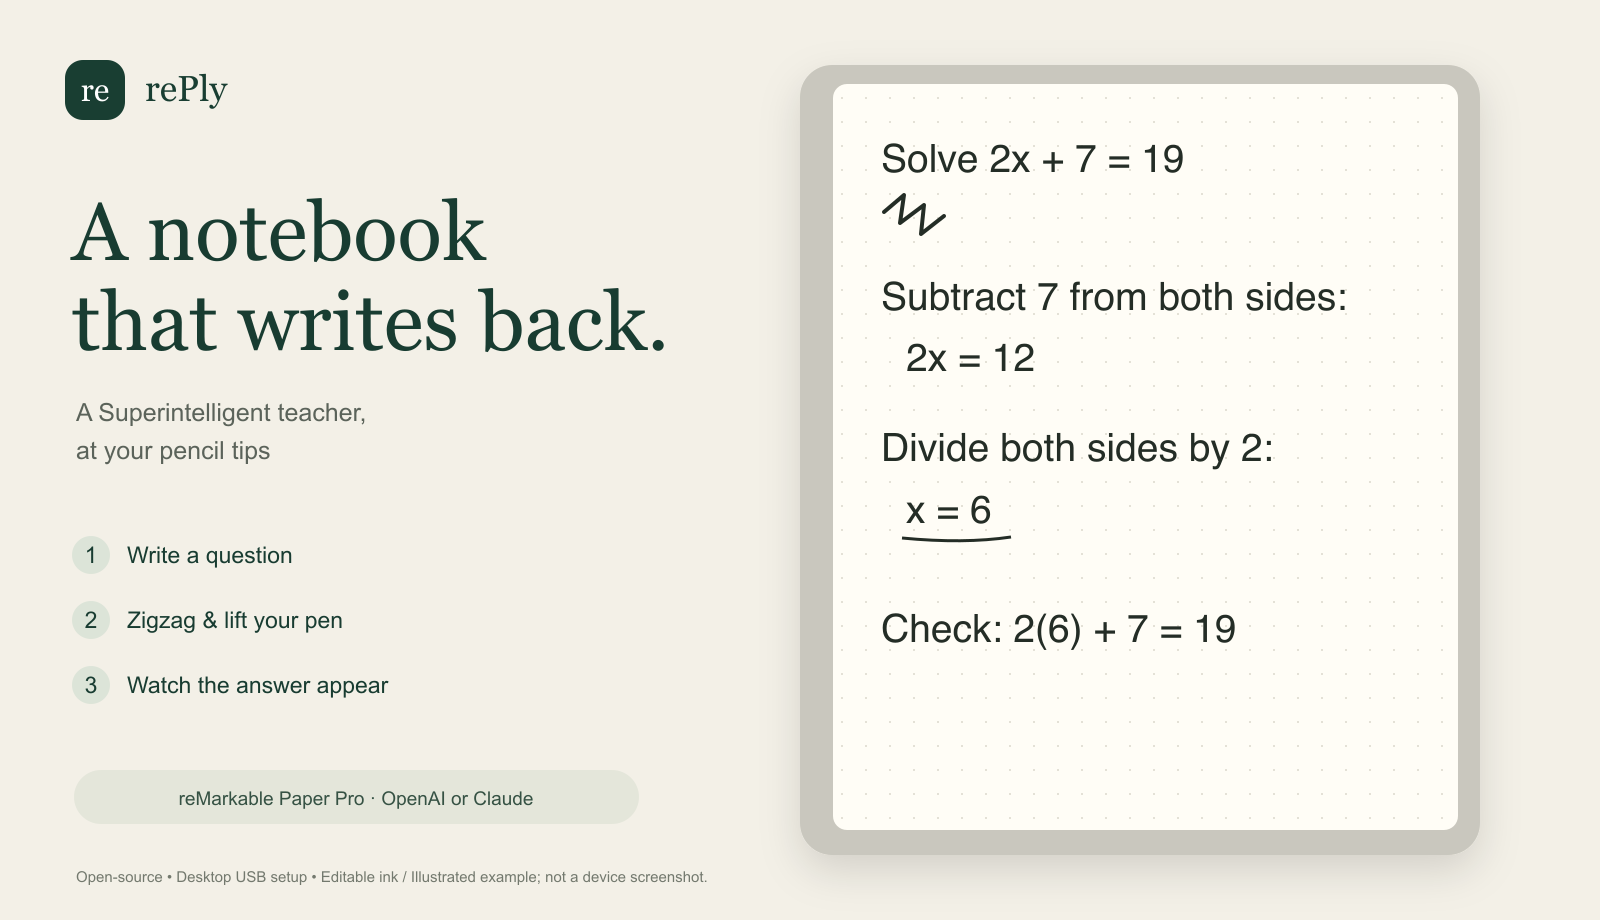 re rePly
A notebook
that writes back.
A Superintelligent teacher,
at your pencil tips
1 Write a question
2 Zigzag & lift your pen
3 Watch the answer appear
reMarkable Paper Pro · OpenAI or Claude
Open-source • Desktop USB setup • Editable ink / Illustrated example; not a device screenshot.
Solve 2x + 7 = 19
Subtract 7 from both sides:
2x = 12
Divide both sides by 2:
x = 6
Check: 2(6) + 7 = 19